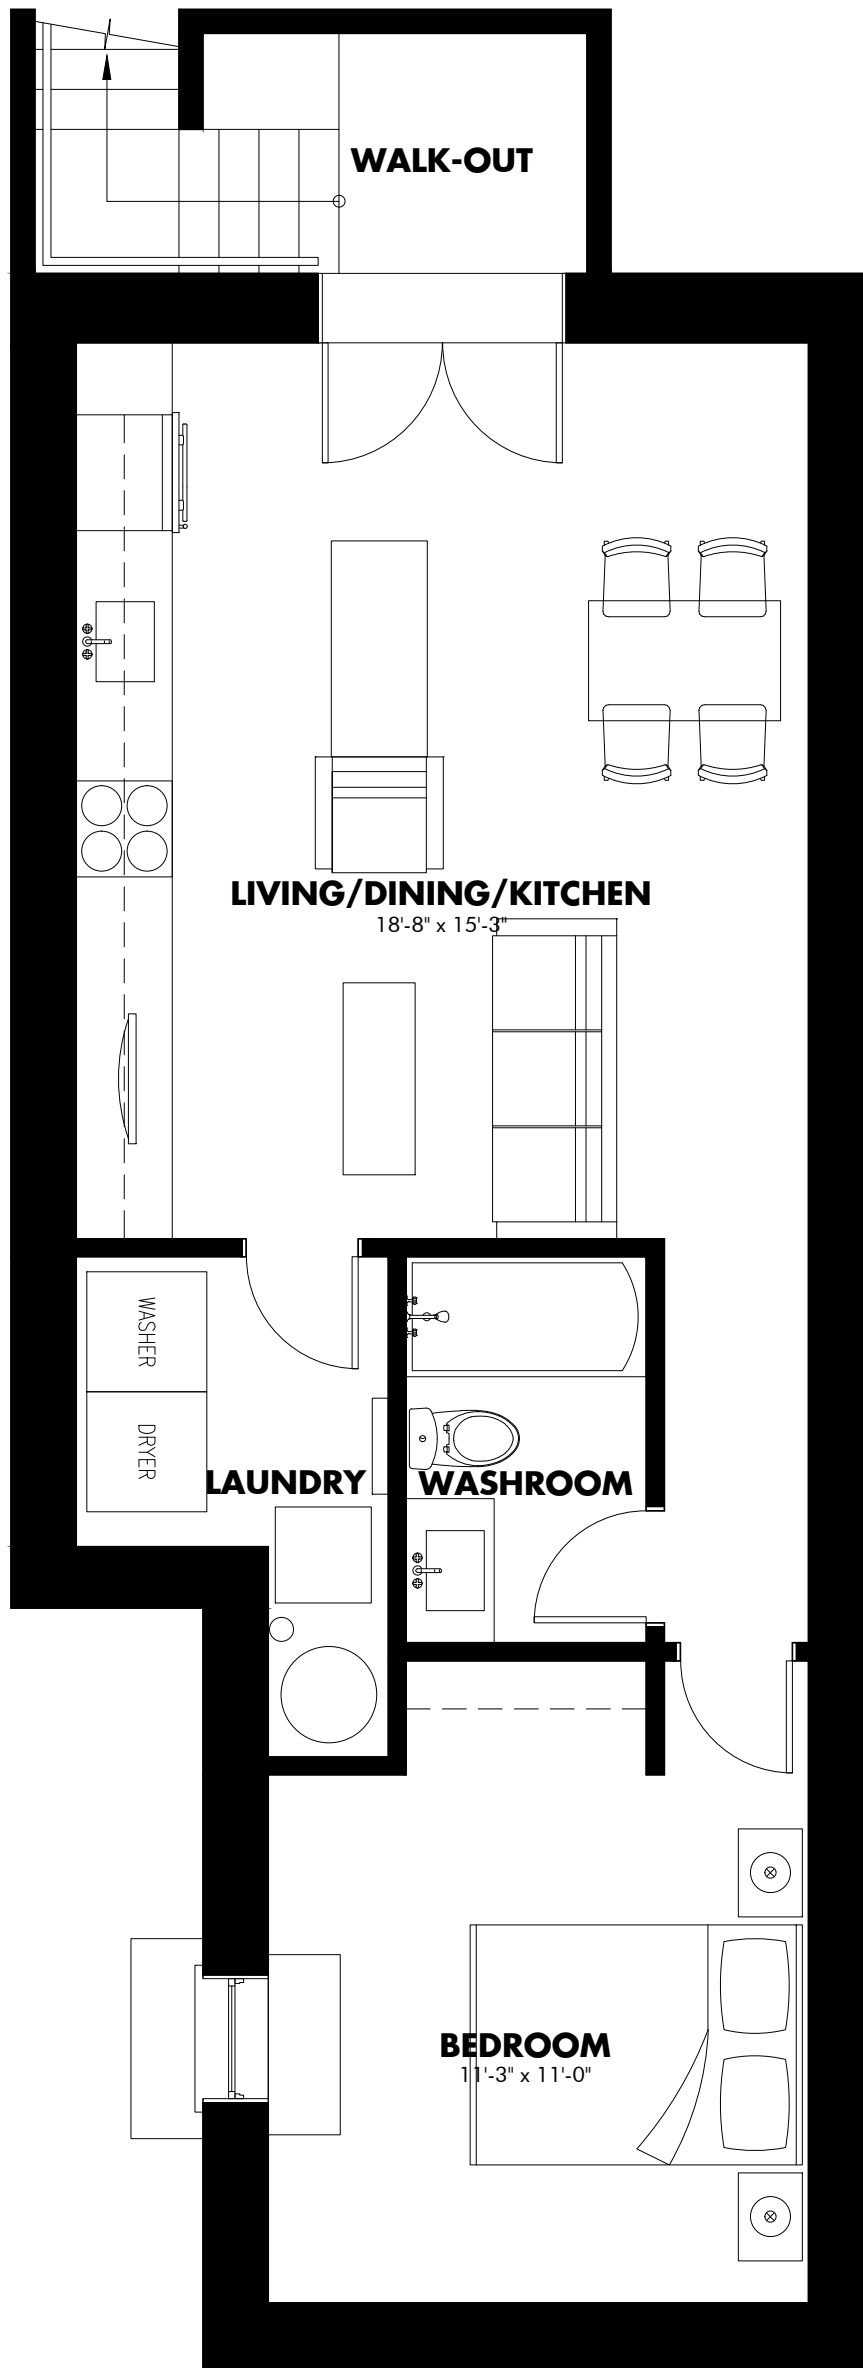 WALK-OUT
LIVING/DINING/KITCHEN
18'-8" x 15'-3"
WASHER
DRYER
LAUNDRY
WASHROOM
BEDROOM
11'-3" x 11'-0"